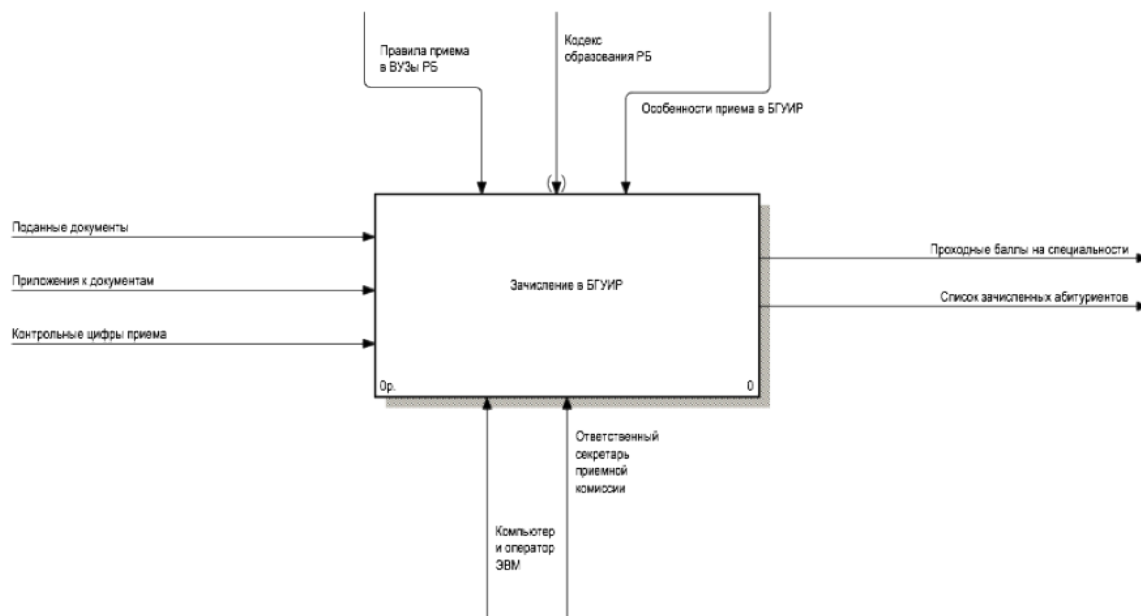 Правила приема
в ВУЗы РБ
Кодекс
образования РБ
Особенности приема в БГУИР
Поданные документы
Приложения к документам
Контрольные цифры приема
Зачисление в БГУИР
0р.
0
Проходные баллы на специальности
Список зачисленных абитуриентов
Ответственный
секретарь
приемной
комиссии
Компьютер
и оператор
ЭВМ